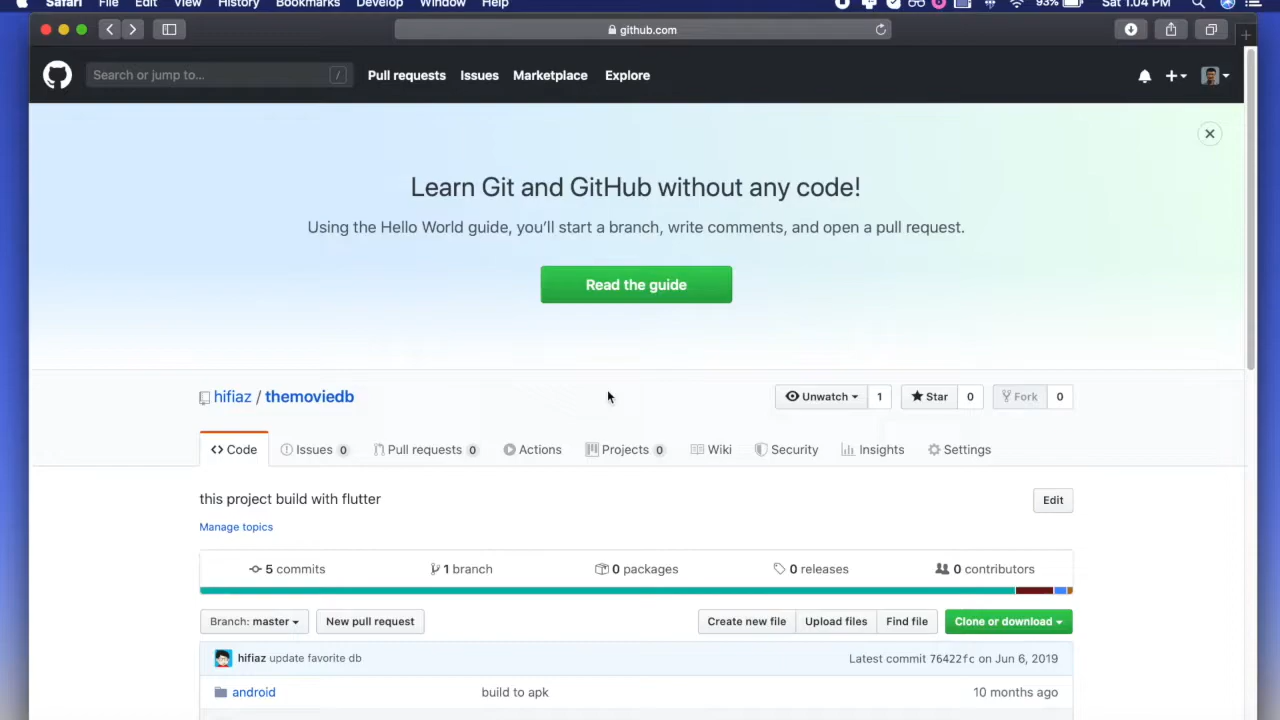 Safari File Edit View History Bookmarks Develop Window Help 93% Sat 1.04 PM
github.com
Search or jump to... / Pull requests Issues Marketplace Explore
Learn Git and GitHub without any code!
Using the Hello World guide, you’ll start a branch, write comments, and open a pull request.
Read the guide
hifiaz / themoviedb Unwatch 1 Star 0 Fork 0
Code Issues 0 Pull requests 0 Actions Projects 0 Wiki Security Insights Settings
this project build with flutter Edit
Manage topics
5 commits 1 branch 0 packages 0 releases 0 contributors
Branch: master New pull request Create new file Upload files Find file Clone or download
hifiaz update favorite db Latest commit 76422fc on Jun 6, 2019
android build to apk 10 months ago